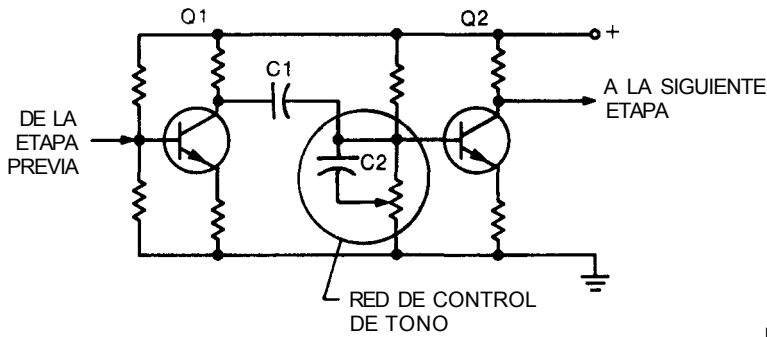 Q1
Q2
+
C1
A LA SIGUIENTE
ETAPA
DE LA
ETAPA
PREVIA
C2
RED DE CONTROL
DE TONO